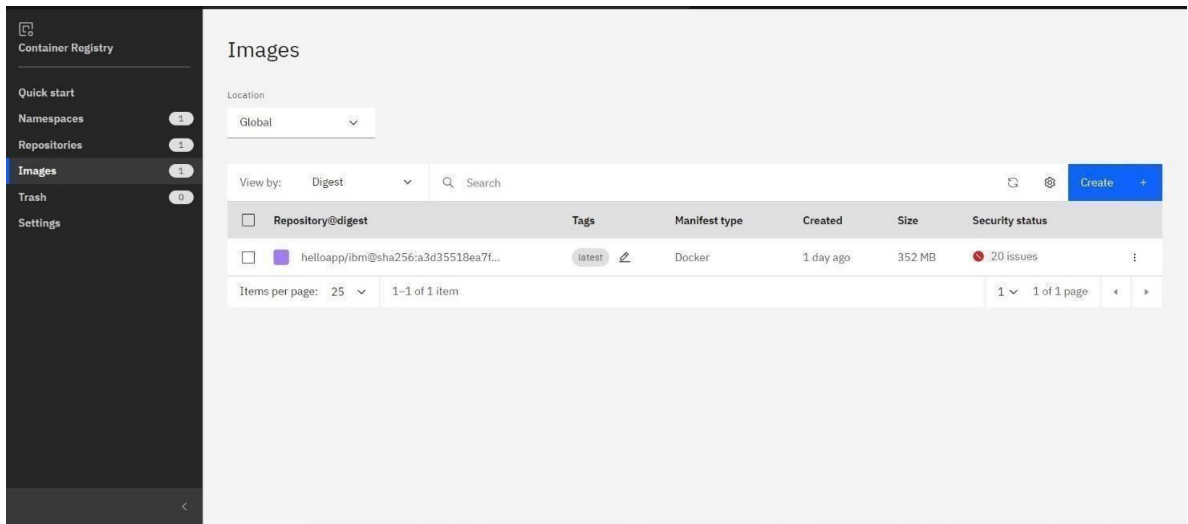 Container Registry
Quick start
Namespaces 1
Repositories 1
Images 1
Trash 0
Settings
Images
Location
Global
View by: Digest Search Create +
Repository@digest Tags Manifest type Created Size Security status
helloapp/ibm@sha256:a3d35518ea7f... latest Docker 1 day ago 352 MB 20 issues
Items per page: 25 1–1 of 1 item 1 1 of 1 page